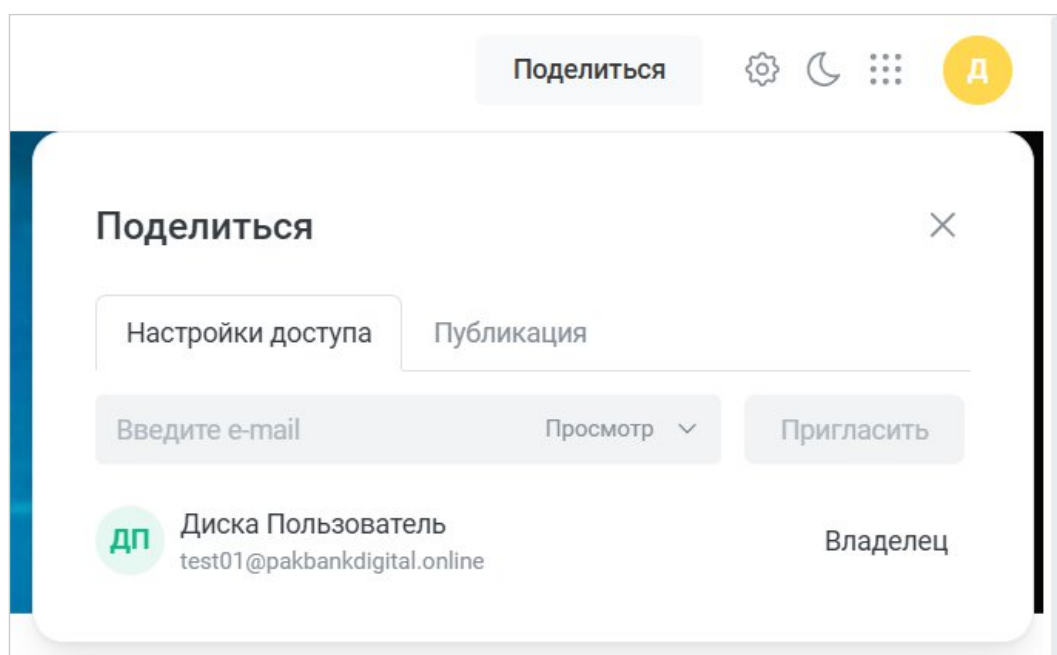 Поделиться
Д
Поделиться
Настройки доступа Публикация
Введите e-mail Просмотр Пригласить
ДП
Диска Пользователь
test01@pakbankdigital.online
Владелец